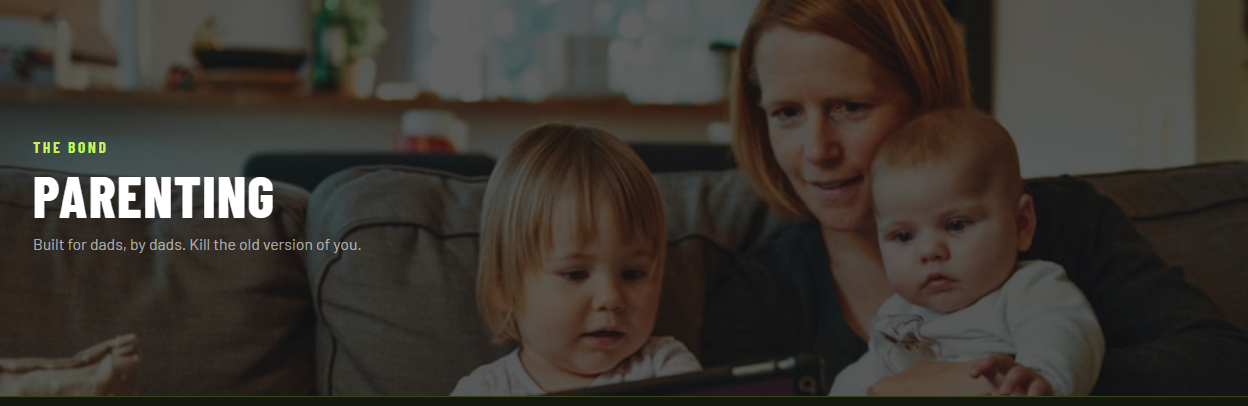 THE BOND
PARENTING
Built for dads, by dads. Kill the old version of you.